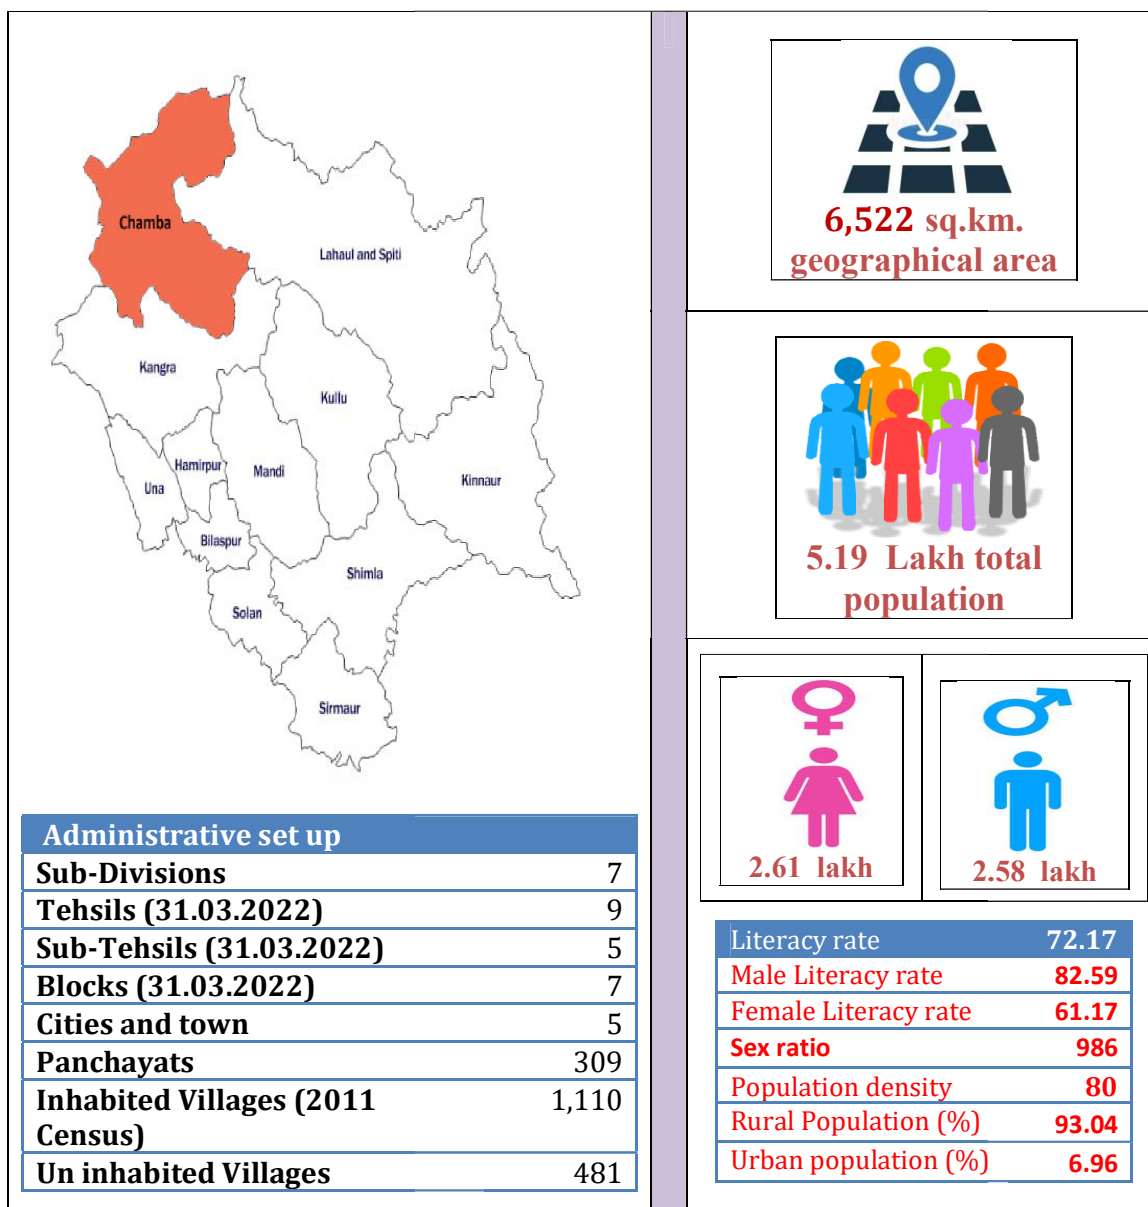 Chamba
Lahaul and Spiti
Kangra
Kullu
Hamirpur
Mandi
Una
Kinnaur
Bilaspur
Shimla
Solan
Sirmaur
Administrative set up
Sub-Divisions 7
Tehsils (31.03.2022) 9
Sub-Tehsils (31.03.2022) 5
Blocks (31.03.2022) 7
Cities and town 5
Panchayats 309
Inhabited Villages (2011 1,110
Census)
Un inhabited Villages 481
6,522 sq.km.
geographical area
5.19 Lakh total
population
2.61 lakh
2.58 lakh
Literacy rate 72.17
Male Literacy rate 82.59
Female Literacy rate 61.17
Sex ratio 986
Population density 80
Rural Population (%) 93.04
Urban population (%) 6.96